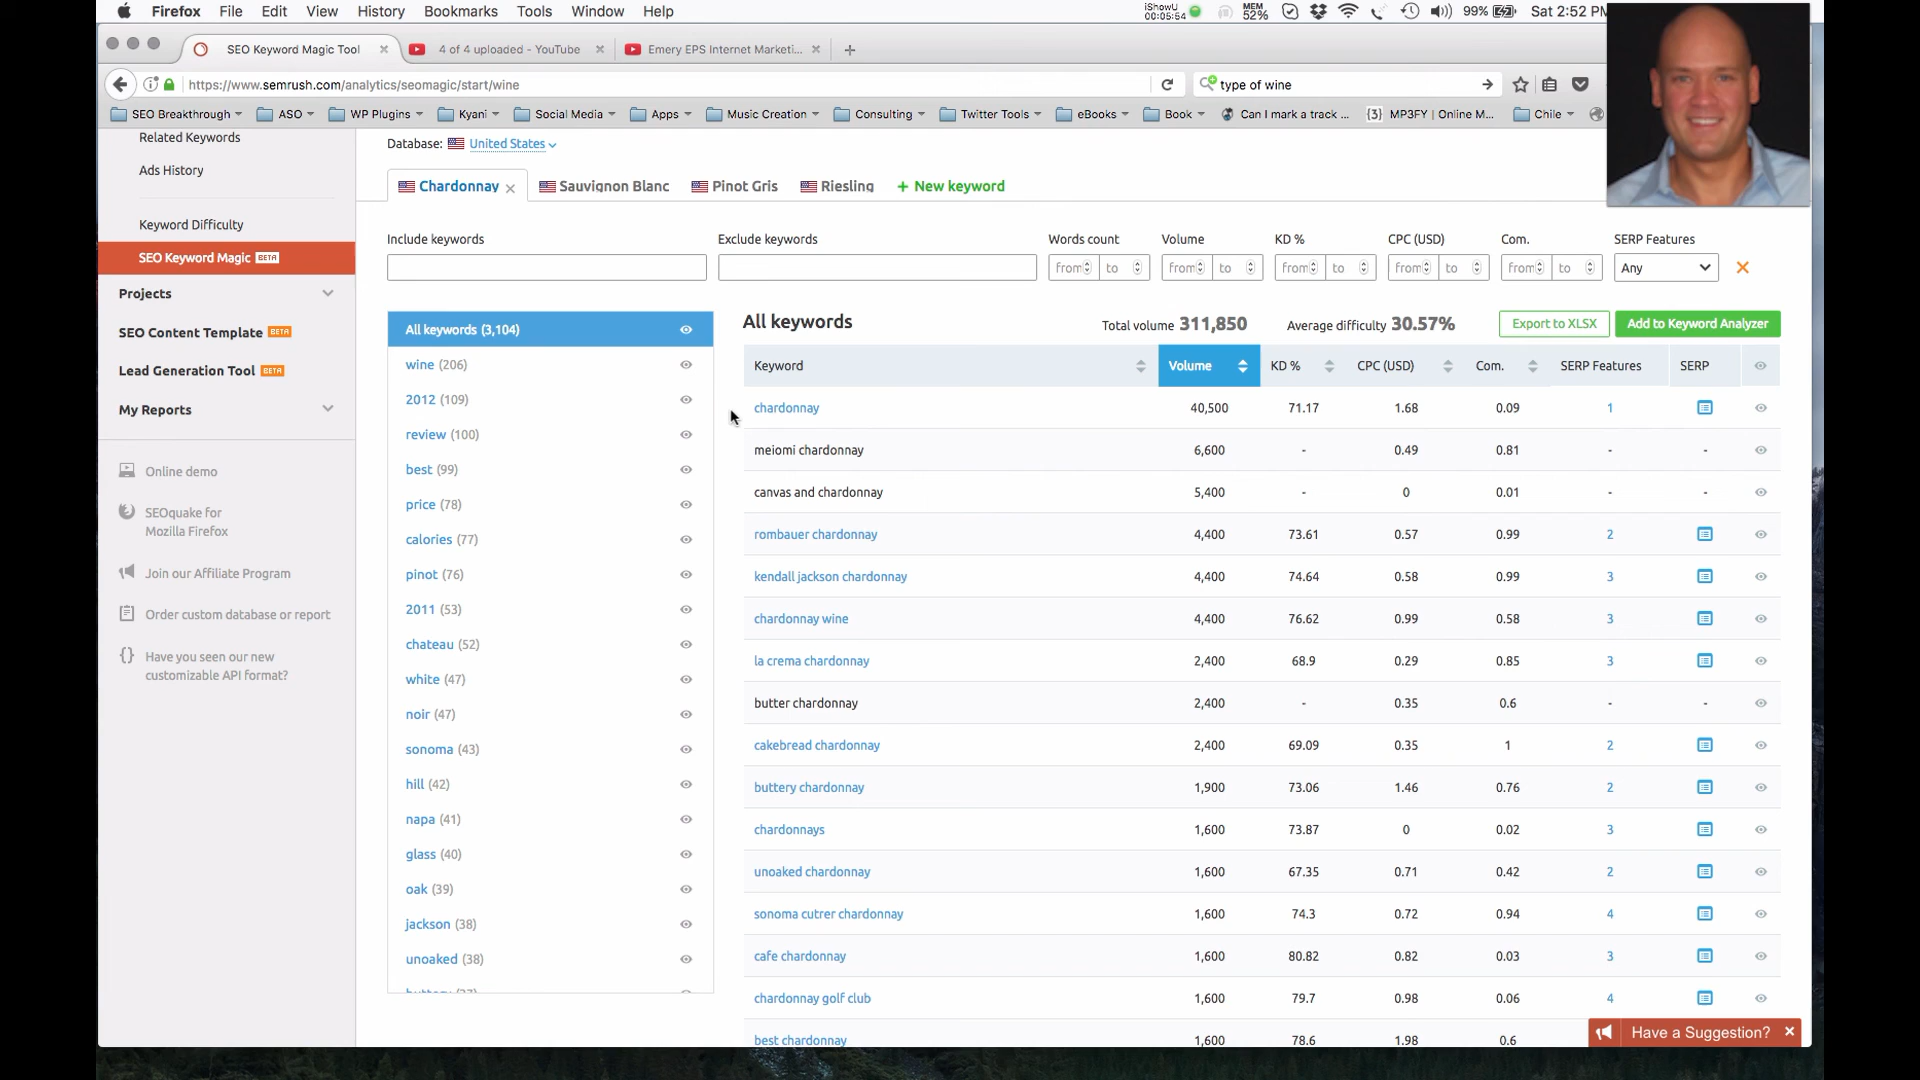 Firefox File Edit View History Bookmarks Tools Window Help
iShowU
00:05:54
MEM
52%
99%
Sat 2:52 PM
SEO Keyword Magic Tool
4 of 4 uploaded - YouTube
Emery EPS Internet Marketi...
https://www.semrush.com/analytics/seomagic/start/wine
type of wine
SEO Breakthrough ASO WP Plugins Kyani Social Media Apps Music Creation Consulting Twitter Tools eBooks Book Can I mark a track ... {3} MP3FY | Online M... Chile
Related Keywords
Ads History
Keyword Difficulty
SEO Keyword Magic BETA
Projects
SEO Content Template BETA
Lead Generation Tool BETA
My Reports
Online demo
SEOquake for
Mozilla Firefox
Join our Affiliate Program
Order custom database or report
{} Have you seen our new
customizable API format?
Database: United States
Chardonnay Sauvignon Blanc Pinot Gris Riesling + New keyword
Include keywords Exclude keywords Words count Volume KD % CPC (USD) Com. SERP Features
from to from to from to from to from to Any
All keywords (3,104)
wine (206)
2012 (109)
review (100)
best (99)
price (78)
calories (77)
pinot (76)
2011 (53)
chateau (52)
white (47)
noir (47)
sonoma (43)
hill (42)
napa (41)
glass (40)
oak (39)
jackson (38)
unoaked (38)
All keywords
Total volume 311,850 Average difficulty 30.57% Export to XLSX Add to Keyword Analyzer
Keyword Volume KD % CPC (USD) Com. SERP Features SERP
chardonnay 40,500 71.17 1.68 0.09 1
meiomi chardonnay 6,600 - 0.49 0.81 - -
canvas and chardonnay 5,400 - 0 0.01 - -
rombauer chardonnay 4,400 73.61 0.57 0.99 2
kendall jackson chardonnay 4,400 74.64 0.58 0.99 3
chardonnay wine 4,400 76.62 0.99 0.58 3
la crema chardonnay 2,400 68.9 0.29 0.85 3
butter chardonnay 2,400 - 0.35 0.6 - -
cakebread chardonnay 2,400 69.09 0.35 1 2
buttery chardonnay 1,900 73.06 1.46 0.76 2
chardonnays 1,600 73.87 0 0.02 3
unoaked chardonnay 1,600 67.35 0.71 0.42 2
sonoma cutrer chardonnay 1,600 74.3 0.72 0.94 4
cafe chardonnay 1,600 80.82 0.82 0.03 3
chardonnay golf club 1,600 79.7 0.98 0.06 4
best chardonnay 1,600 78.6 1.98 0.6
Have a Suggestion?